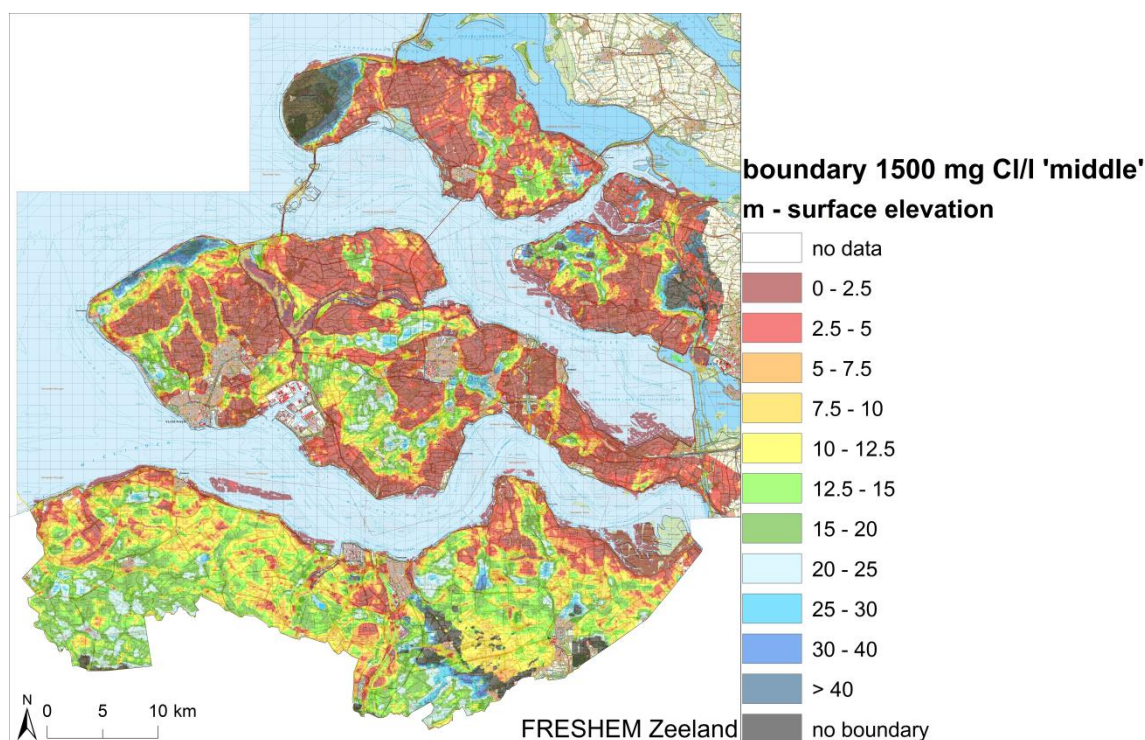 boundary 1500 mg Cl/l 'middle'
m - surface elevation
no data
0 - 2.5
2.5 - 5
5 - 7.5
7.5 - 10
10 - 12.5
12.5 - 15
15 - 20
20 - 25
25 - 30
30 - 40
> 40
no boundary
N
0 5 10 km
FRESHEM Zeeland